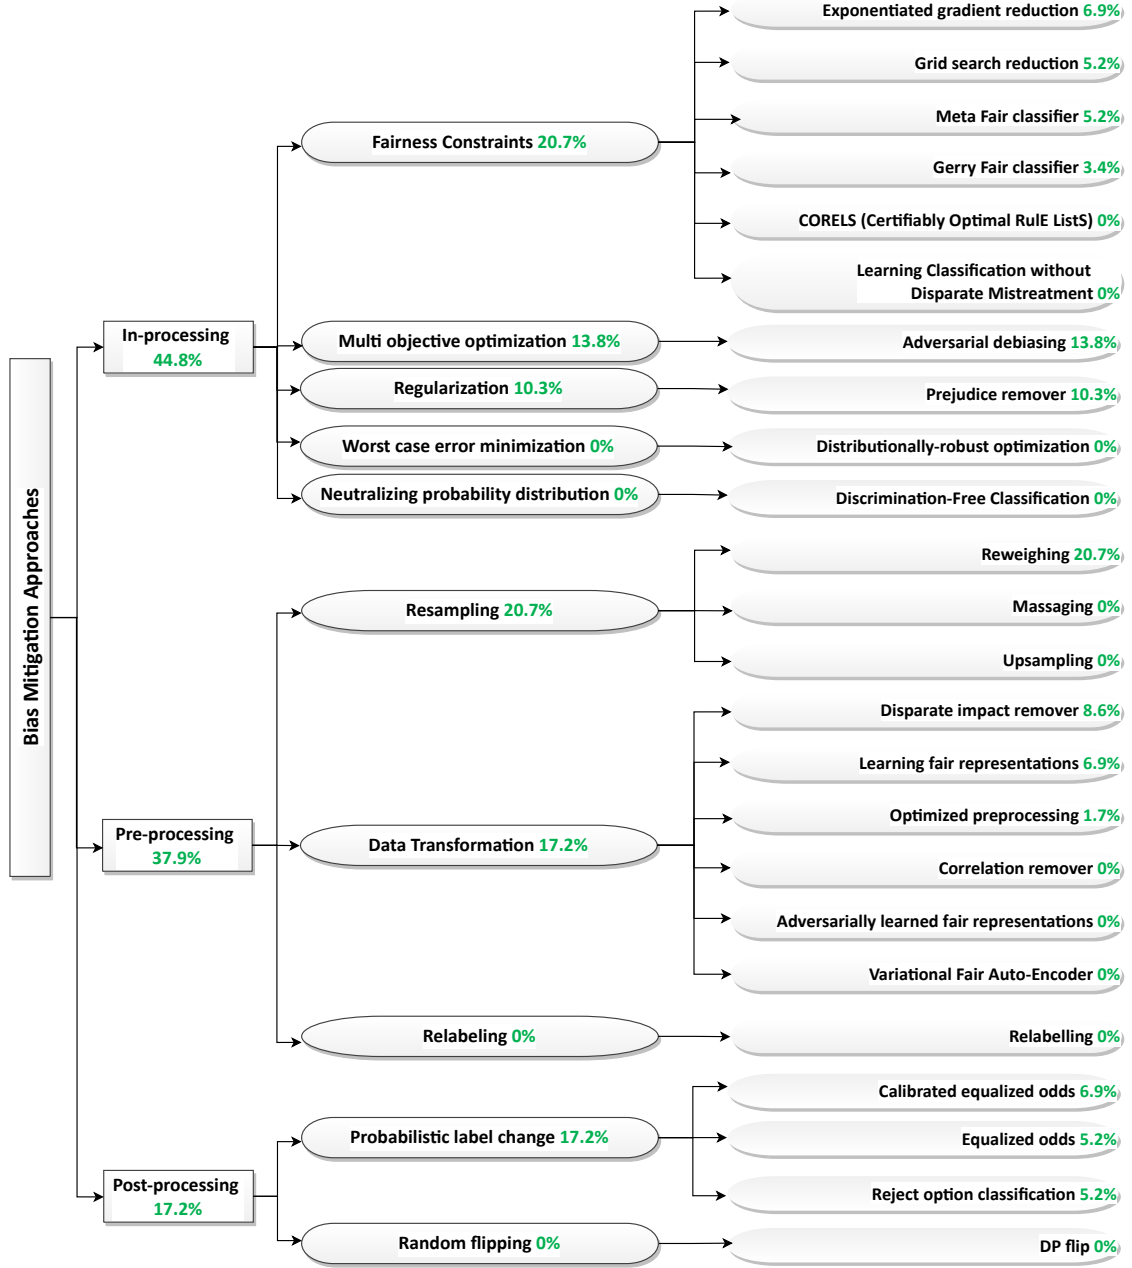 Bias Mitigation Approaches
In-processing
44.8%
Fairness Constraints 20.7%
Exponentiated gradient reduction 6.9%
Grid search reduction 5.2%
Meta Fair classifier 5.2%
Gerry Fair classifier 3.4%
CORELS (Certifiably Optimal RulE ListS) 0%
Learning Classification without
Disparate Mistreatment 0%
Multi objective optimization 13.8%
Adversarial debiasing 13.8%
Regularization 10.3%
Prejudice remover 10.3%
Worst case error minimization 0%
Distributionally-robust optimization 0%
Neutralizing probability distribution 0%
Discrimination-Free Classification 0%
Pre-processing
37.9%
Resampling 20.7%
Reweighing 20.7%
Massaging 0%
Upsampling 0%
Data Transformation 17.2%
Disparate impact remover 8.6%
Learning fair representations 6.9%
Optimized preprocessing 1.7%
Correlation remover 0%
Adversarially learned fair representations 0%
Variational Fair Auto-Encoder 0%
Relabeling 0%
Relabelling 0%
Post-processing
17.2%
Probabilistic label change 17.2%
Calibrated equalized odds 6.9%
Equalized odds 5.2%
Reject option classification 5.2%
Random flipping 0%
DP flip 0%